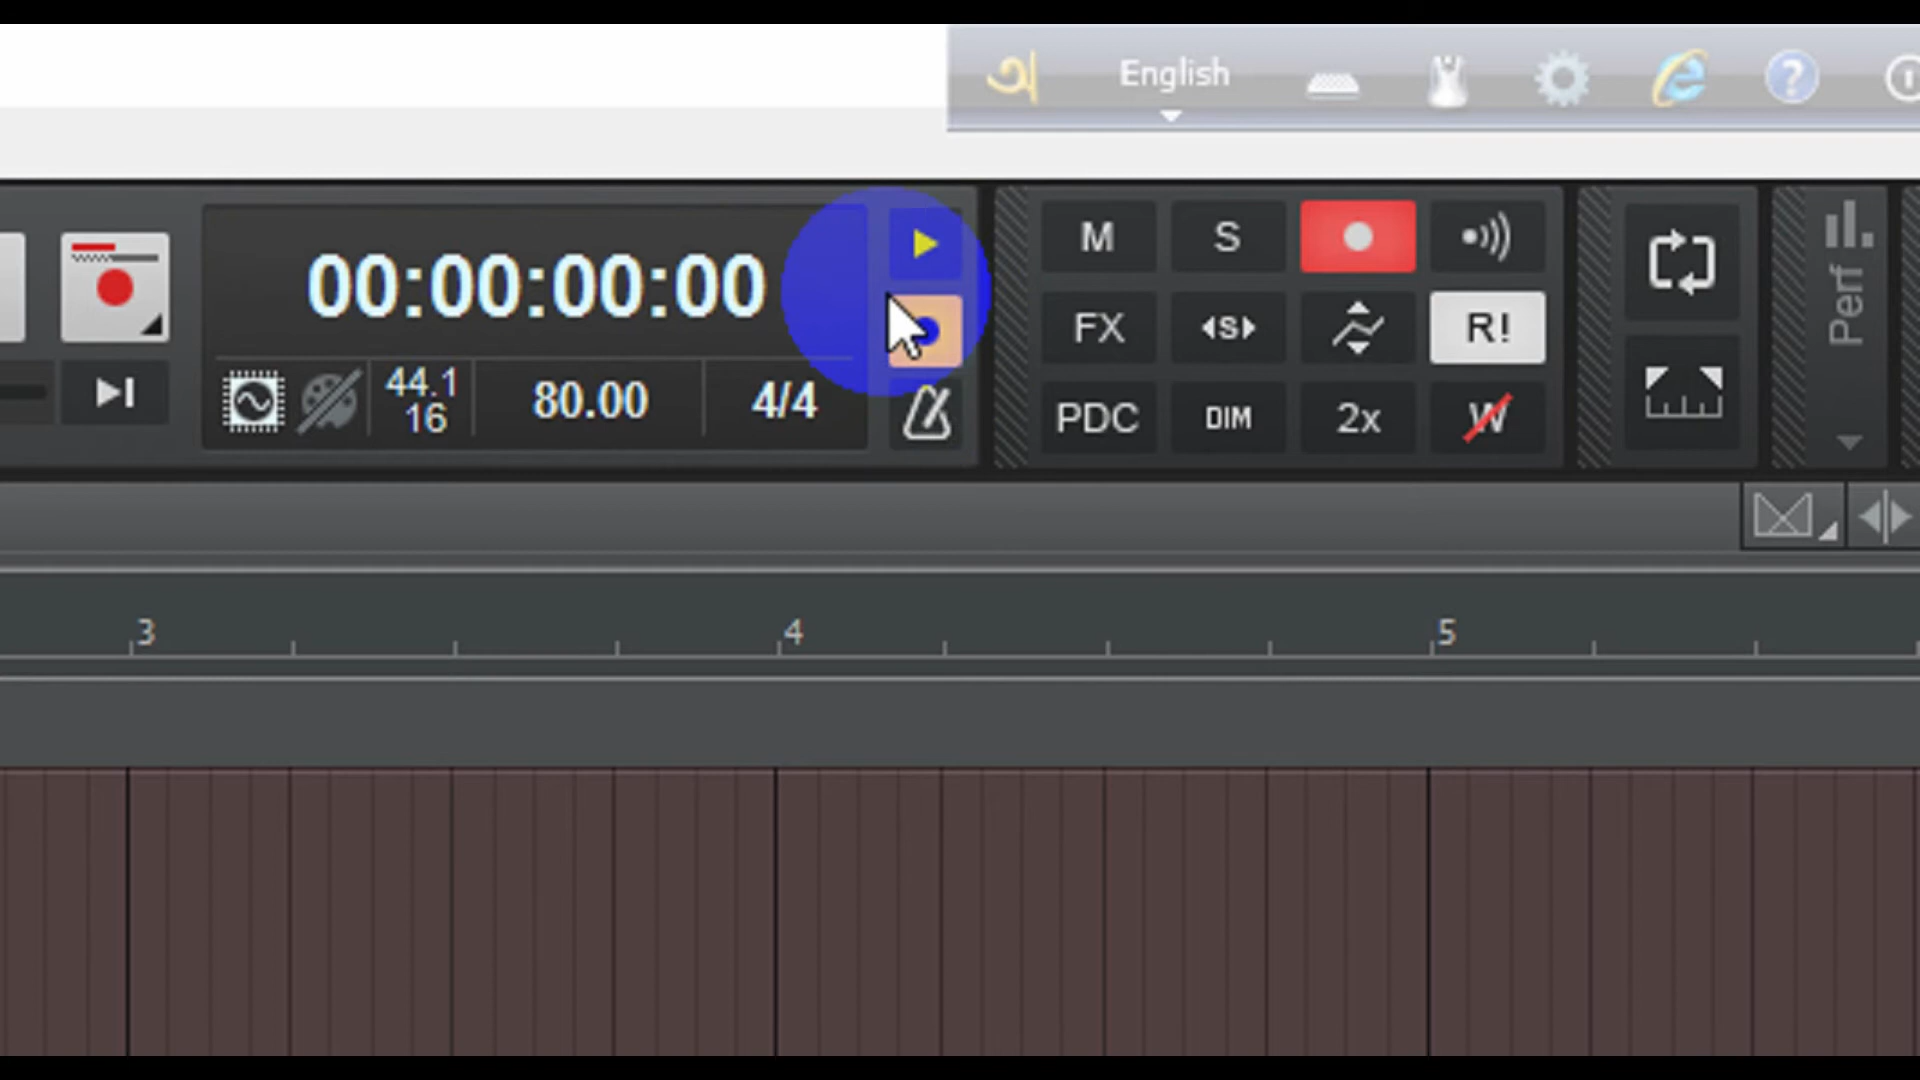 অ English
00:00:00:00
M S
FX S R!
44.1
16
80.00 4/4
PDC DIM 2x W
Perf
3 4 5